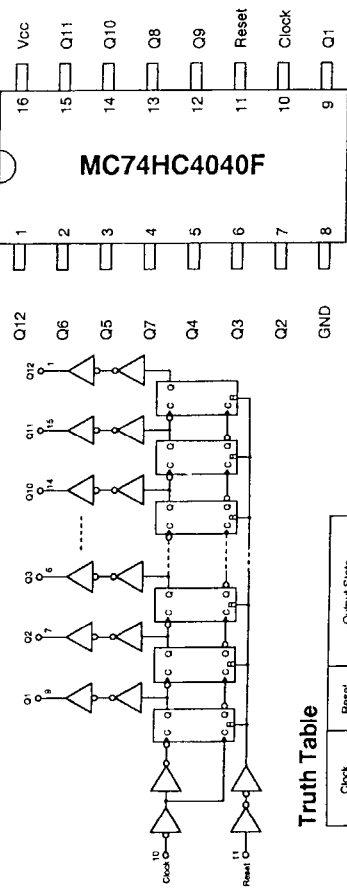 Q12
Q6
Q5
Q7
Q4
Q3
Q2
GND
1
2
3
4
5
6
7
8
MC74HC4040F
16
15
14
13
12
11
10
9
Vcc
Q11
Q10
Q8
Q9
Reset
Clock
Q1
Q1 Q2 Q3 Q10 Q11 Q12
9 7 6 14 15 1
C Q C Q C Q C Q C Q C Q
C Q C Q C Q C Q C Q C Q
R R R R R R
Clock 10
Reset 11
Truth Table
Clock Reset Output State